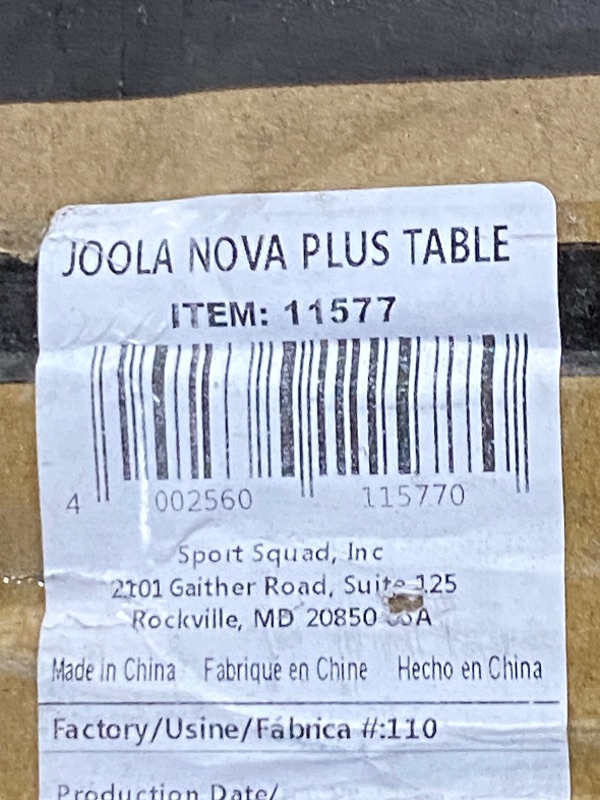 JOOLA NOVA PLUS TABLE
ITEM: 11577
4 002560 115770
Sport Squad, Inc
2101 Gaither Road, Suite 125
Rockville, MD 20850
Made in China Fabriqué en Chine Hecho en China
Factory/Usine/Fábrica #:110
Production Date/